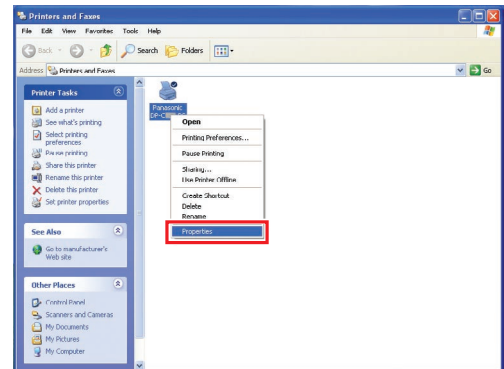 Printers and Faxes
File Edit View Favorites Tools Help
Back Search Folders
Address Printers and Faxes Go
Printer Tasks
Add a printer
See what's printing
Select printing
preferences
Pause printing
Share this printer
Rename this printer
Delete this printer
Set printer properties
See Also
Go to manufacturer's
Web site
Other Places
Control Panel
Scanners and Cameras
My Documents
My Pictures
My Computer
Panasonic
Open
Printing Preferences...
Pause Printing
Sharing...
Use Printer Offline
Create Shortcut
Delete
Rename
Properties